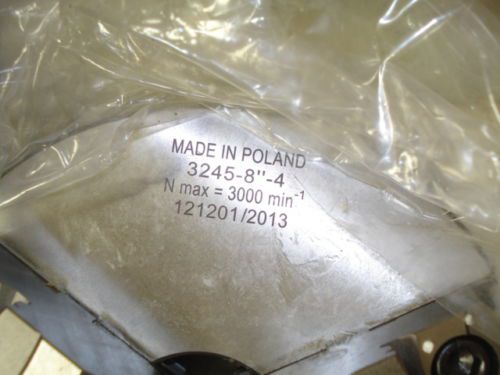 MADE IN POLAND
3245-8"-4
N max = 3000 min⁻¹
121201/2013